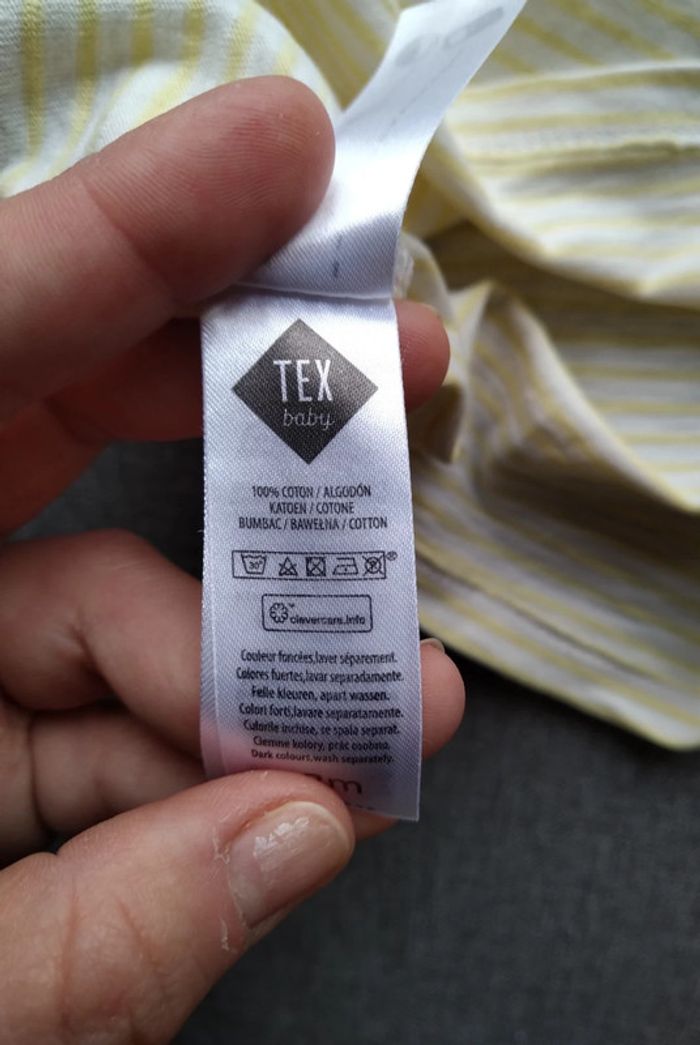 TEX
baby
100% COTON / ALGODÓN
KATOEN / COTONE
BUMBAC / BAWEŁNA / COTTON
30°
®
clevercare.info
Couleur foncées,laver séparement.
Colores fuertes,lavar separadamente.
Felle kleuren, apart wassen.
Colori forti,lavare separatamente.
Culorile inchise, se spala separat.
Ciemne kolory, prać osobno.
Dark colours,wash separately.